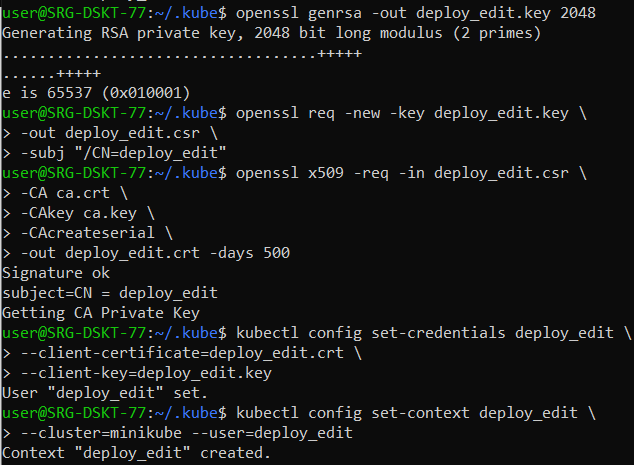 user@SRG-DSKT-77:~/.kube$ openssl genrsa -out deploy_edit.key 2048
Generating RSA private key, 2048 bit long modulus (2 primes)
...................................+++++
......+++++
e is 65537 (0x010001)
user@SRG-DSKT-77:~/.kube$ openssl req -new -key deploy_edit.key \
> -out deploy_edit.csr \
> -subj "/CN=deploy_edit"
user@SRG-DSKT-77:~/.kube$ openssl x509 -req -in deploy_edit.csr \
> -CA ca.crt \
> -CAkey ca.key \
> -CAcreateserial \
> -out deploy_edit.crt -days 500
Signature ok
subject=CN = deploy_edit
Getting CA Private Key
user@SRG-DSKT-77:~/.kube$ kubectl config set-credentials deploy_edit \
> --client-certificate=deploy_edit.crt \
> --client-key=deploy_edit.key
User "deploy_edit" set.
user@SRG-DSKT-77:~/.kube$ kubectl config set-context deploy_edit \
> --cluster=minikube --user=deploy_edit
Context "deploy_edit" created.